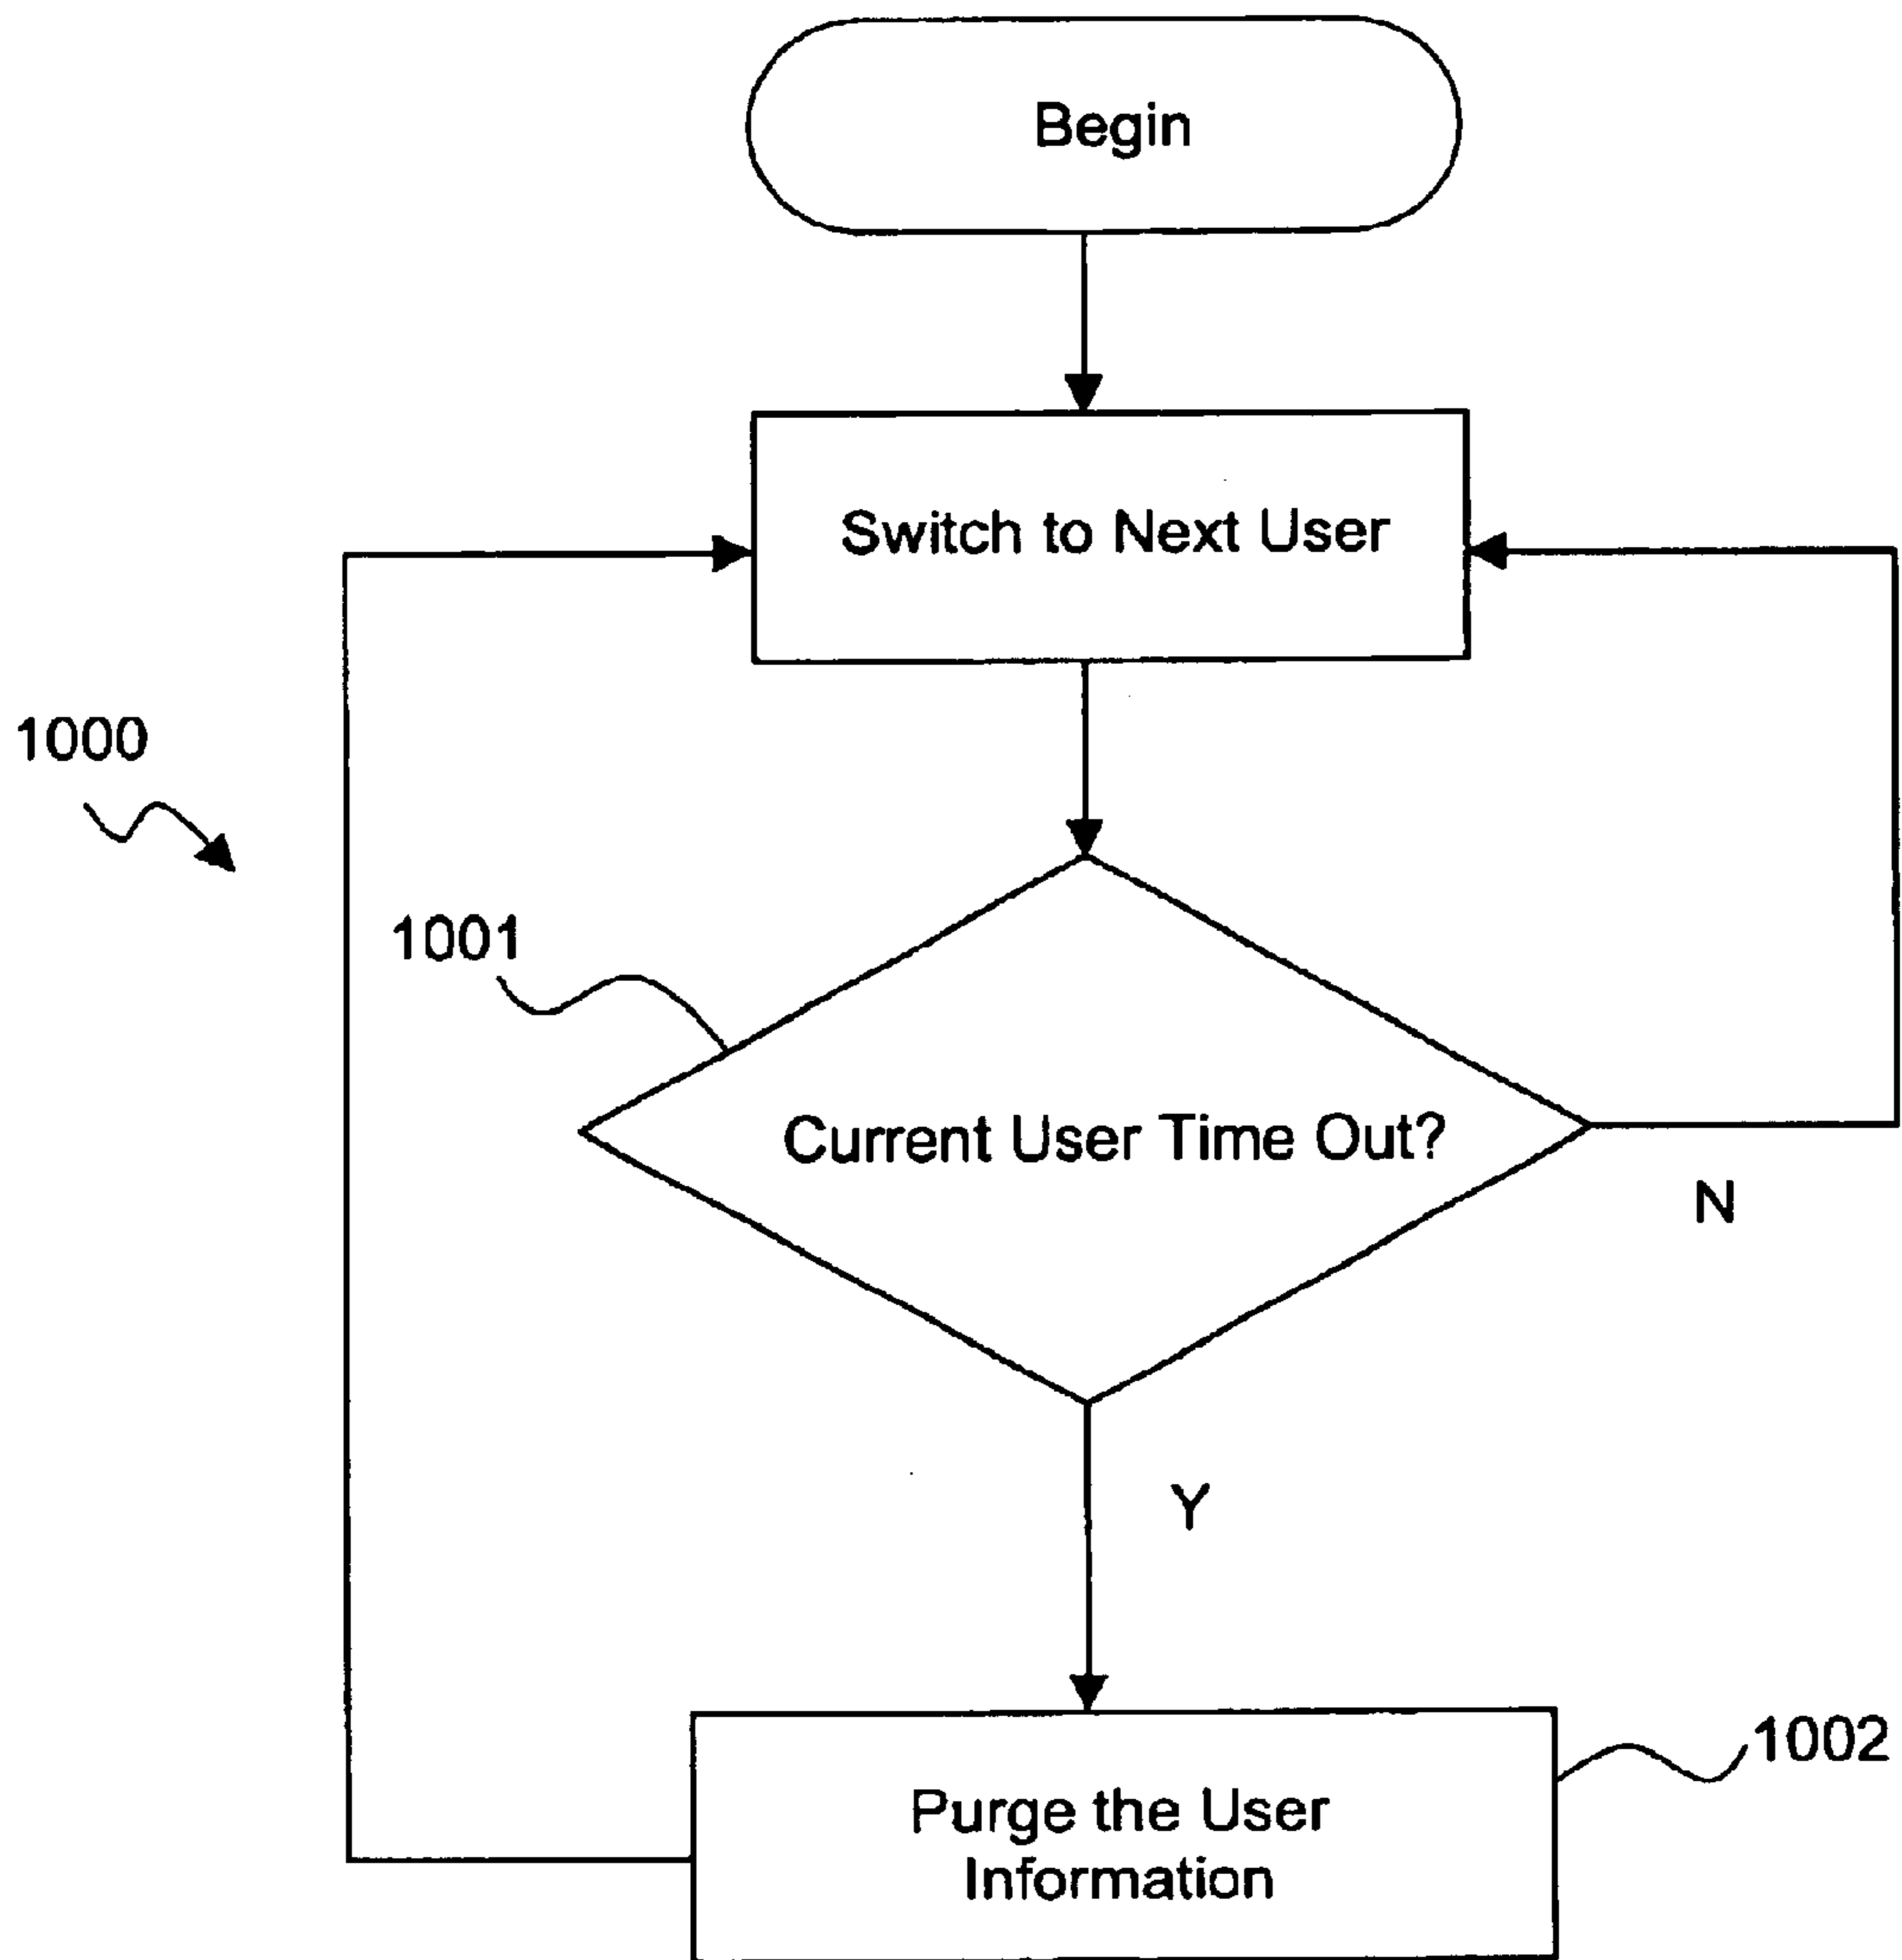 Begin
Switch to Next User
1000
1001
Current User Time Out?
N
Y
1002
Purge the User
Information